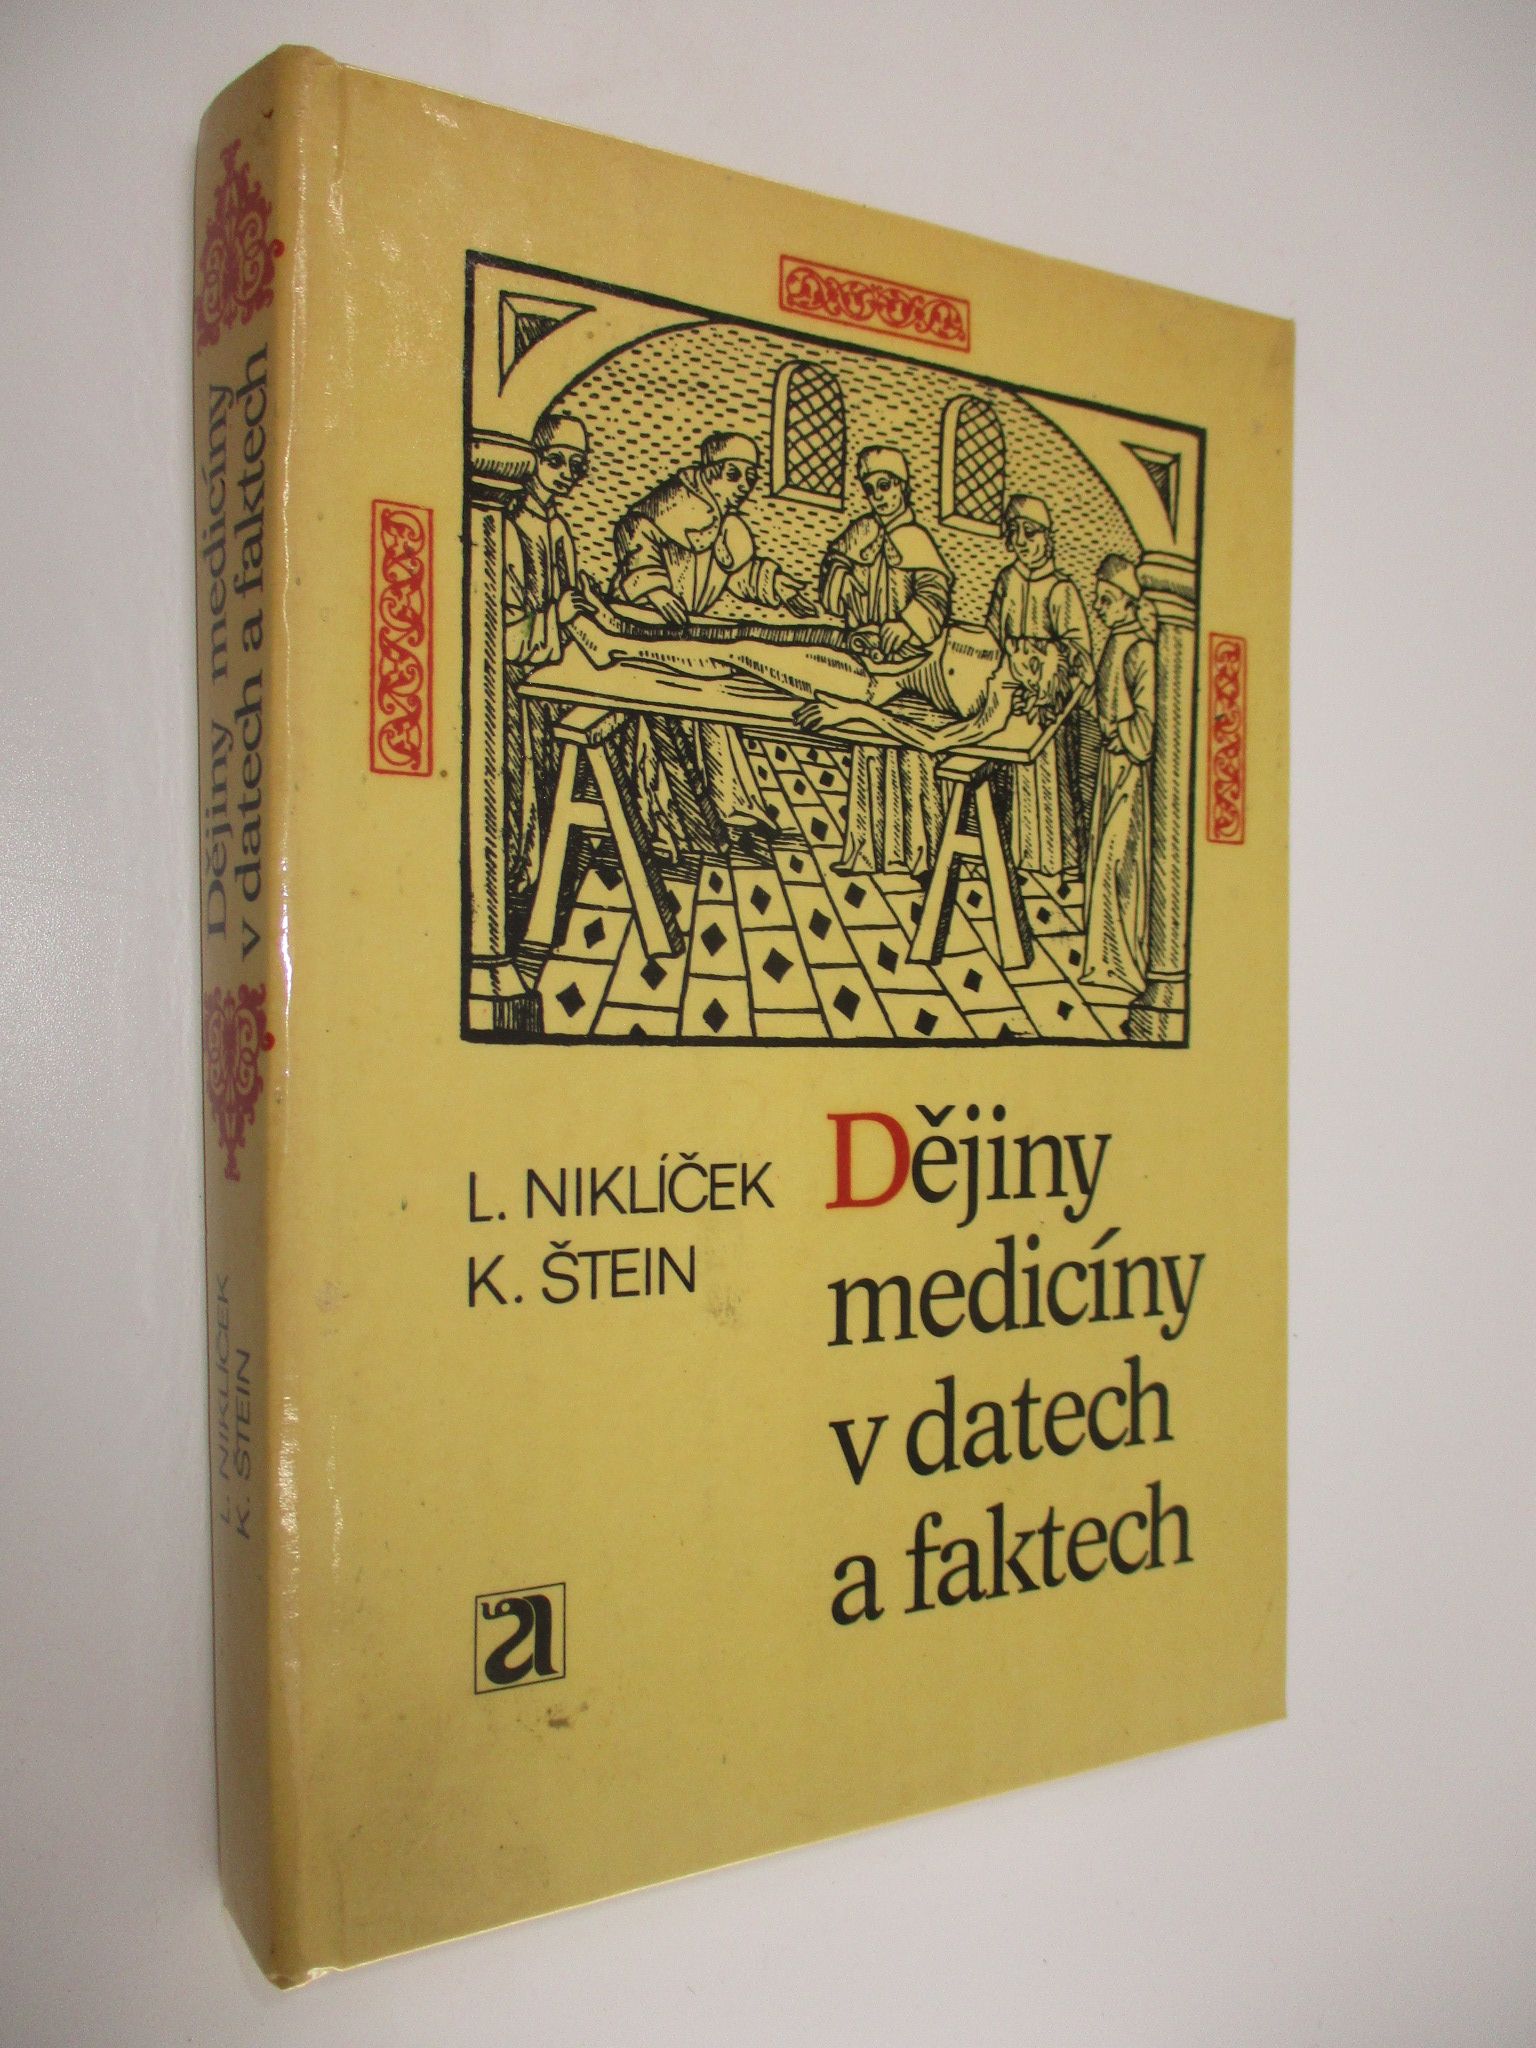 L. NIKLÍČEK
K. ŠTEIN
Dějiny
medicíny
v datech
a faktech
Dějiny medicíny
v datech a faktech
L. NIKLÍČEK
K. ŠTEIN